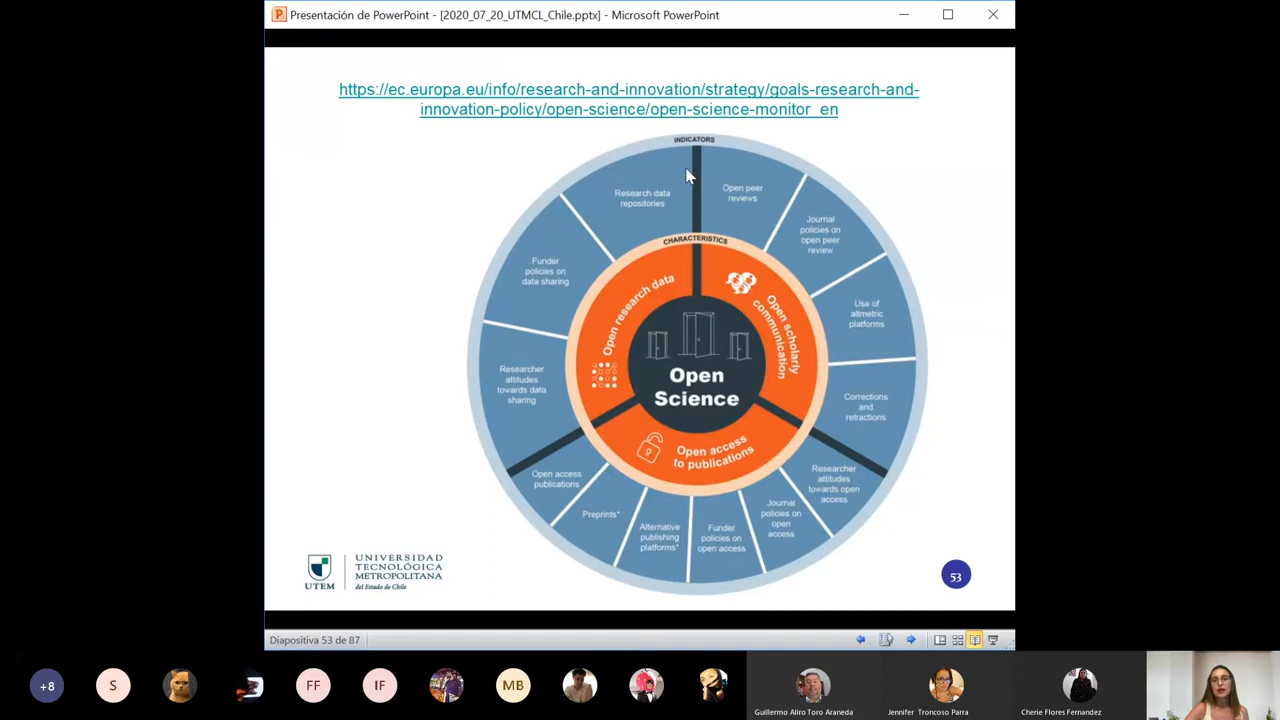 Presentación de PowerPoint - [2020_07_20_UTMCL_Chile.pptx] - Microsoft PowerPoint
https://ec.europa.eu/info/research-and-innovation/strategy/goals-research-and-
innovation-policy/open-science/open-science-monitor_en
INDICATORS
Research data
repositories
Open peer
reviews
Journal
policies on
open peer
review
Funder
policies on
data sharing
Use of
altmetric
platforms
CHARACTERISTICS
Open research data
Open scholarly
communication
Open
Science
Researcher
attitudes
towards data
sharing
Corrections
and
retractions
Open access
to publications
Open access
publications
Preprints*
Alternative
publishing
platforms*
Funder
policies on
open access
Journal
policies on
open
access
Researcher
attitudes
towards open
access
UTEM
UNIVERSIDAD
TECNOLÓGICA
METROPOLITANA
del Estado de Chile
53
Diapositiva 53 de 87
+8
S
FF
IF
MB
Guillermo Aliro Toro Araneda
Jennifer Troncoso Parra
Cherie Flores Fernandez